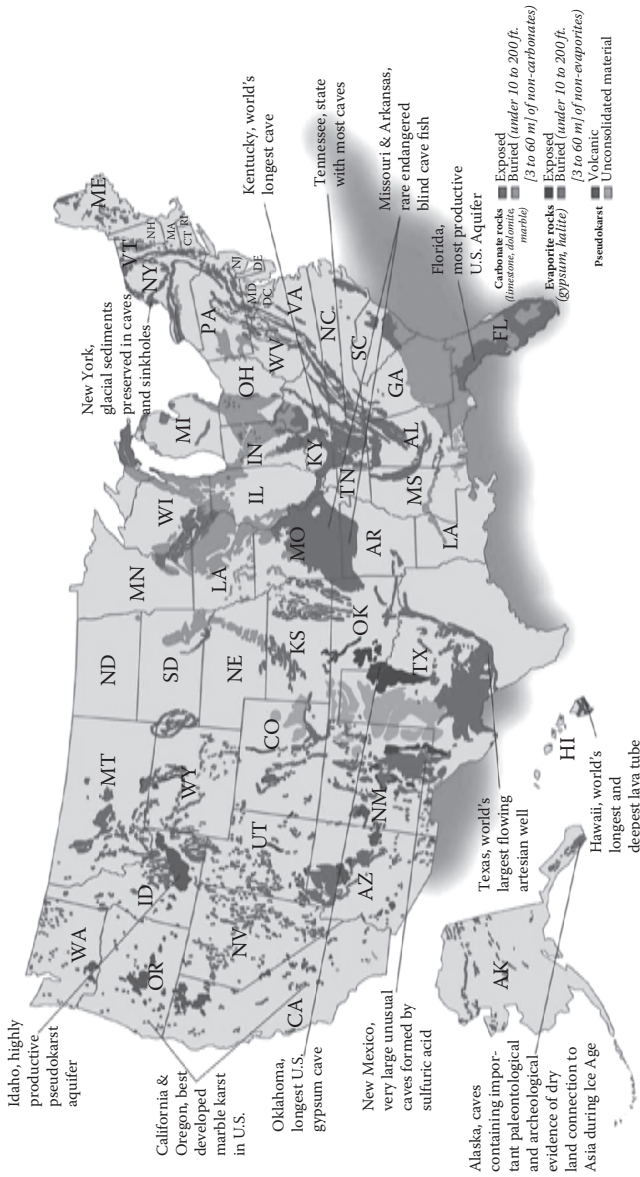 New York,
glacial sediments
preserved in caves
and sinkholes
Kentucky, world's
longest cave
Tennessee, state
with most caves
Missouri & Arkansas,
rare endangered
blind cave fish
Florida,
most productive
U.S. Aquifer
Idaho, highly
productive
pseudokarst
aquifer
California &
Oregon, best
developed
marble karst
in U.S.
Oklahoma,
longest U.S.
gypsum cave
New Mexico,
very large unusual
caves formed by
sulfuric acid
Alaska, caves
containing impor-
tant paleontological
and archeological
evidence of dry
land connection to
Asia during Ice Age
Texas, world's
largest flowing
artesian well
Hawaii, world's
longest and
deepest lava tube
WA
OR
CA
ID
NV
MT
WY
UT
AZ
CO
NM
ND
SD
NE
KS
OK
TX
MN
LA
MO
AR
LA
WI
IL
MS
MI
IN
KY
TN
AL
OH
WV
GA
PA
VA
NC
SC
FL
NY
VT
NH
MA
CT RI
NJ
DE
MD
DC
ME
AK
HI
Carbonate rocks
(limestone, dolomite,
marble)
Exposed
Buried (under 10 to 200 ft.
[3 to 60 m] of non-carbonates)
Evaporite rocks
(gypsum, halite)
Exposed
Buried (under 10 to 200 ft.
[3 to 60 m] of non-evaporites)
Pseudokarst
Volcanic
Unconsolidated material